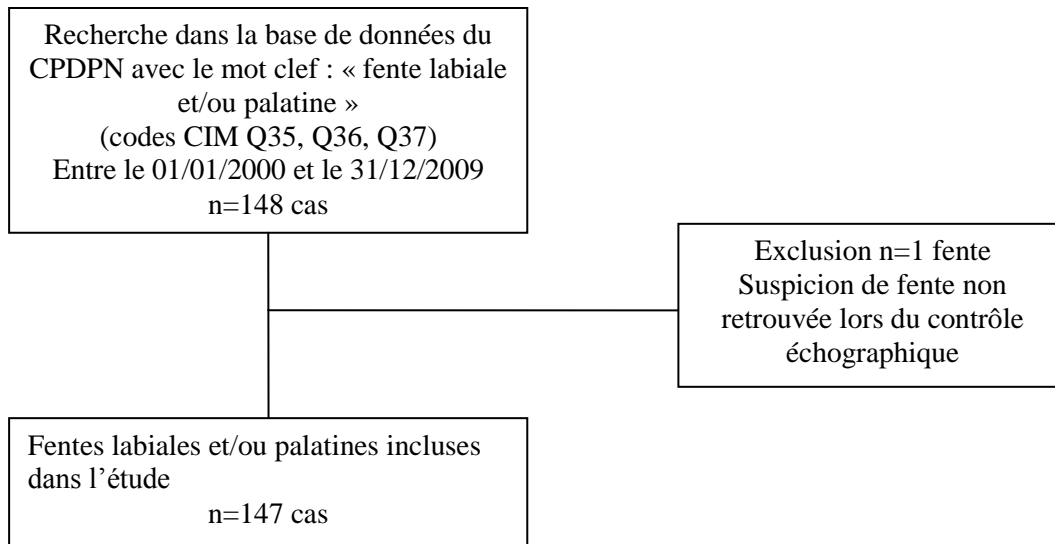 Recherche dans la base de données du
CPDPN avec le mot clef : « fente labiale
et/ou palatine »
(codes CIM Q35, Q36, Q37)
Entre le 01/01/2000 et le 31/12/2009
n=148 cas
Exclusion n=1 fente
Suspicion de fente non
retrouvée lors du contrôle
échographique
Fentes labiales et/ou palatines incluses
dans l’étude
n=147 cas